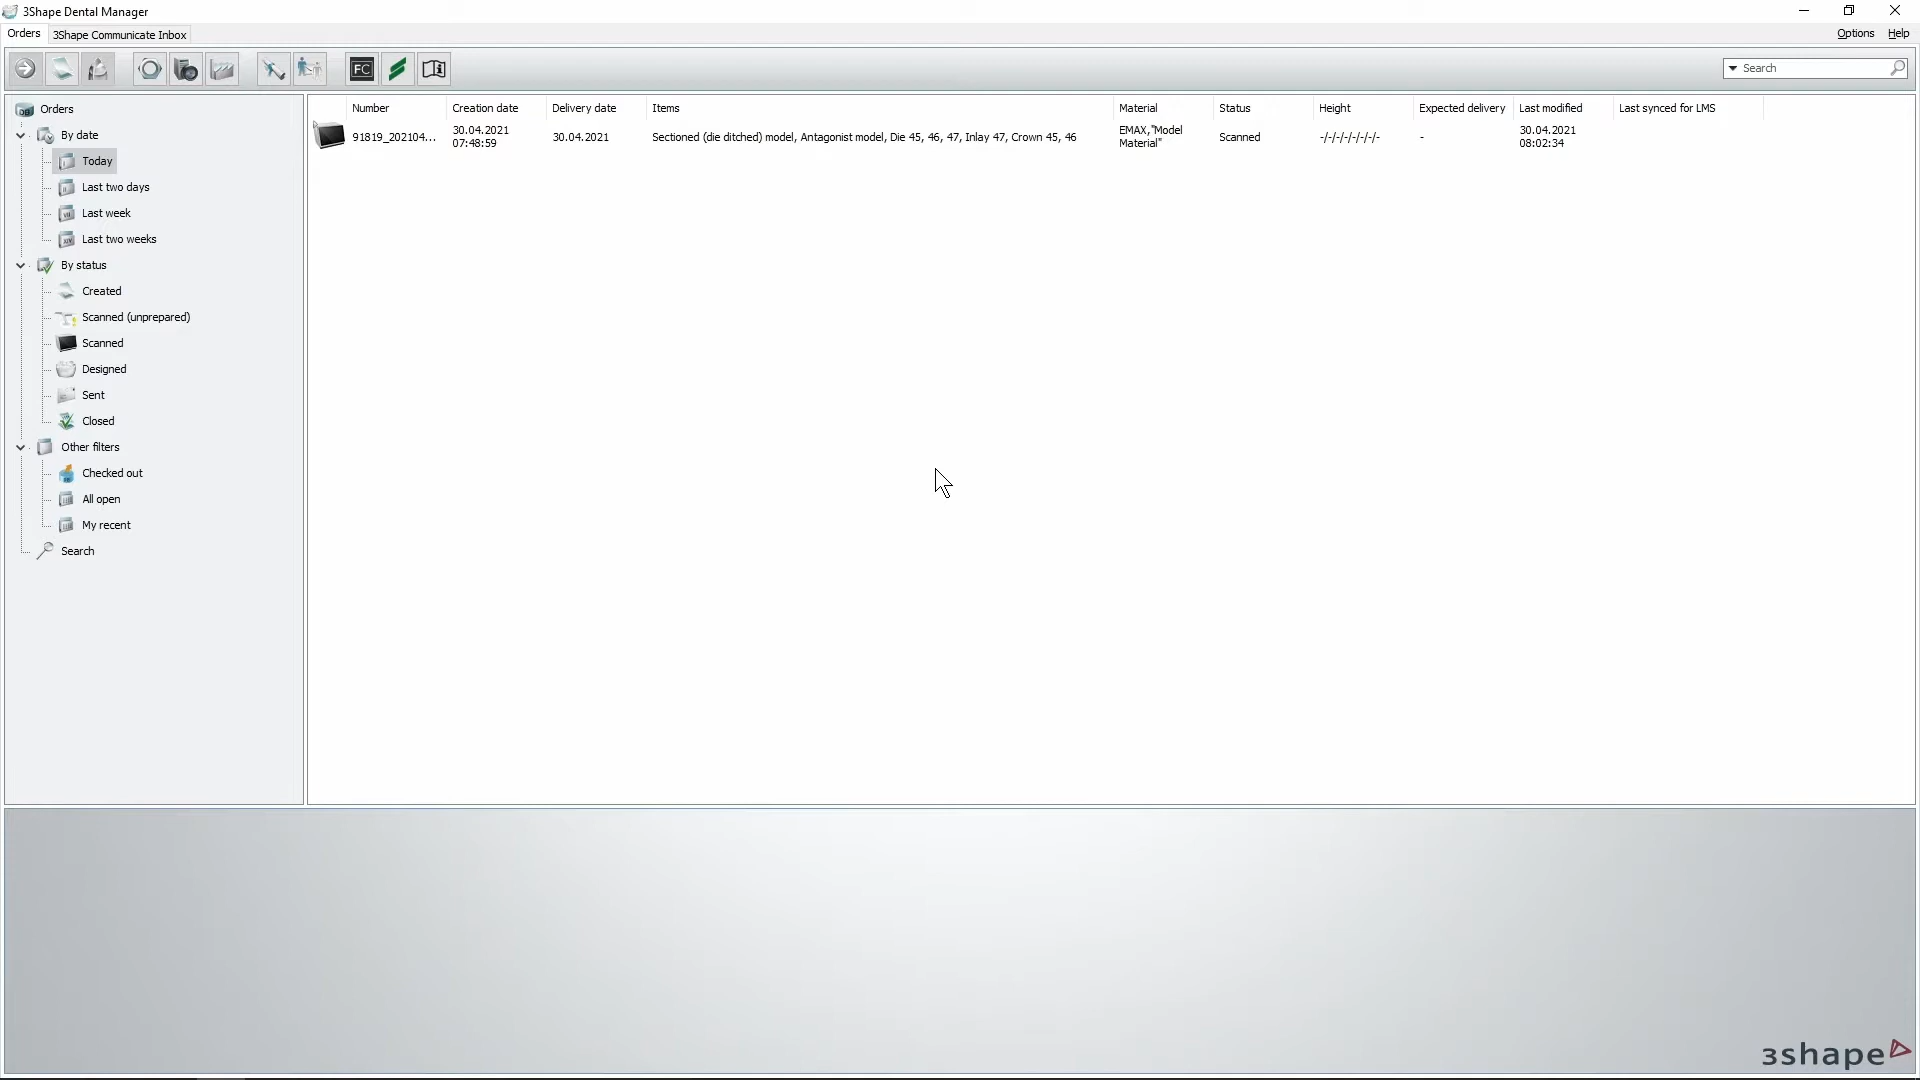 3Shape Dental Manager
Orders
3Shape Communicate Inbox
Options
Help
FC
Search
Orders
By date
Today
Last two days
Last week
Last two weeks
By status
Created
Scanned (unprepared)
Scanned
Designed
Sent
Closed
Other filters
Checked out
All open
My recent
Search
Number Creation date Delivery date Items Material Status Height Expected delivery Last modified Last synced for LMS
91819_202104... 30.04.2021 07:48:59 30.04.2021 Sectioned (die ditched) model, Antagonist model, Die 45, 46, 47, Inlay 47, Crown 45, 46 EMAX,"Model Material" Scanned -/-/-/-/-/-/-/- - 30.04.2021 08:02:34
3shape